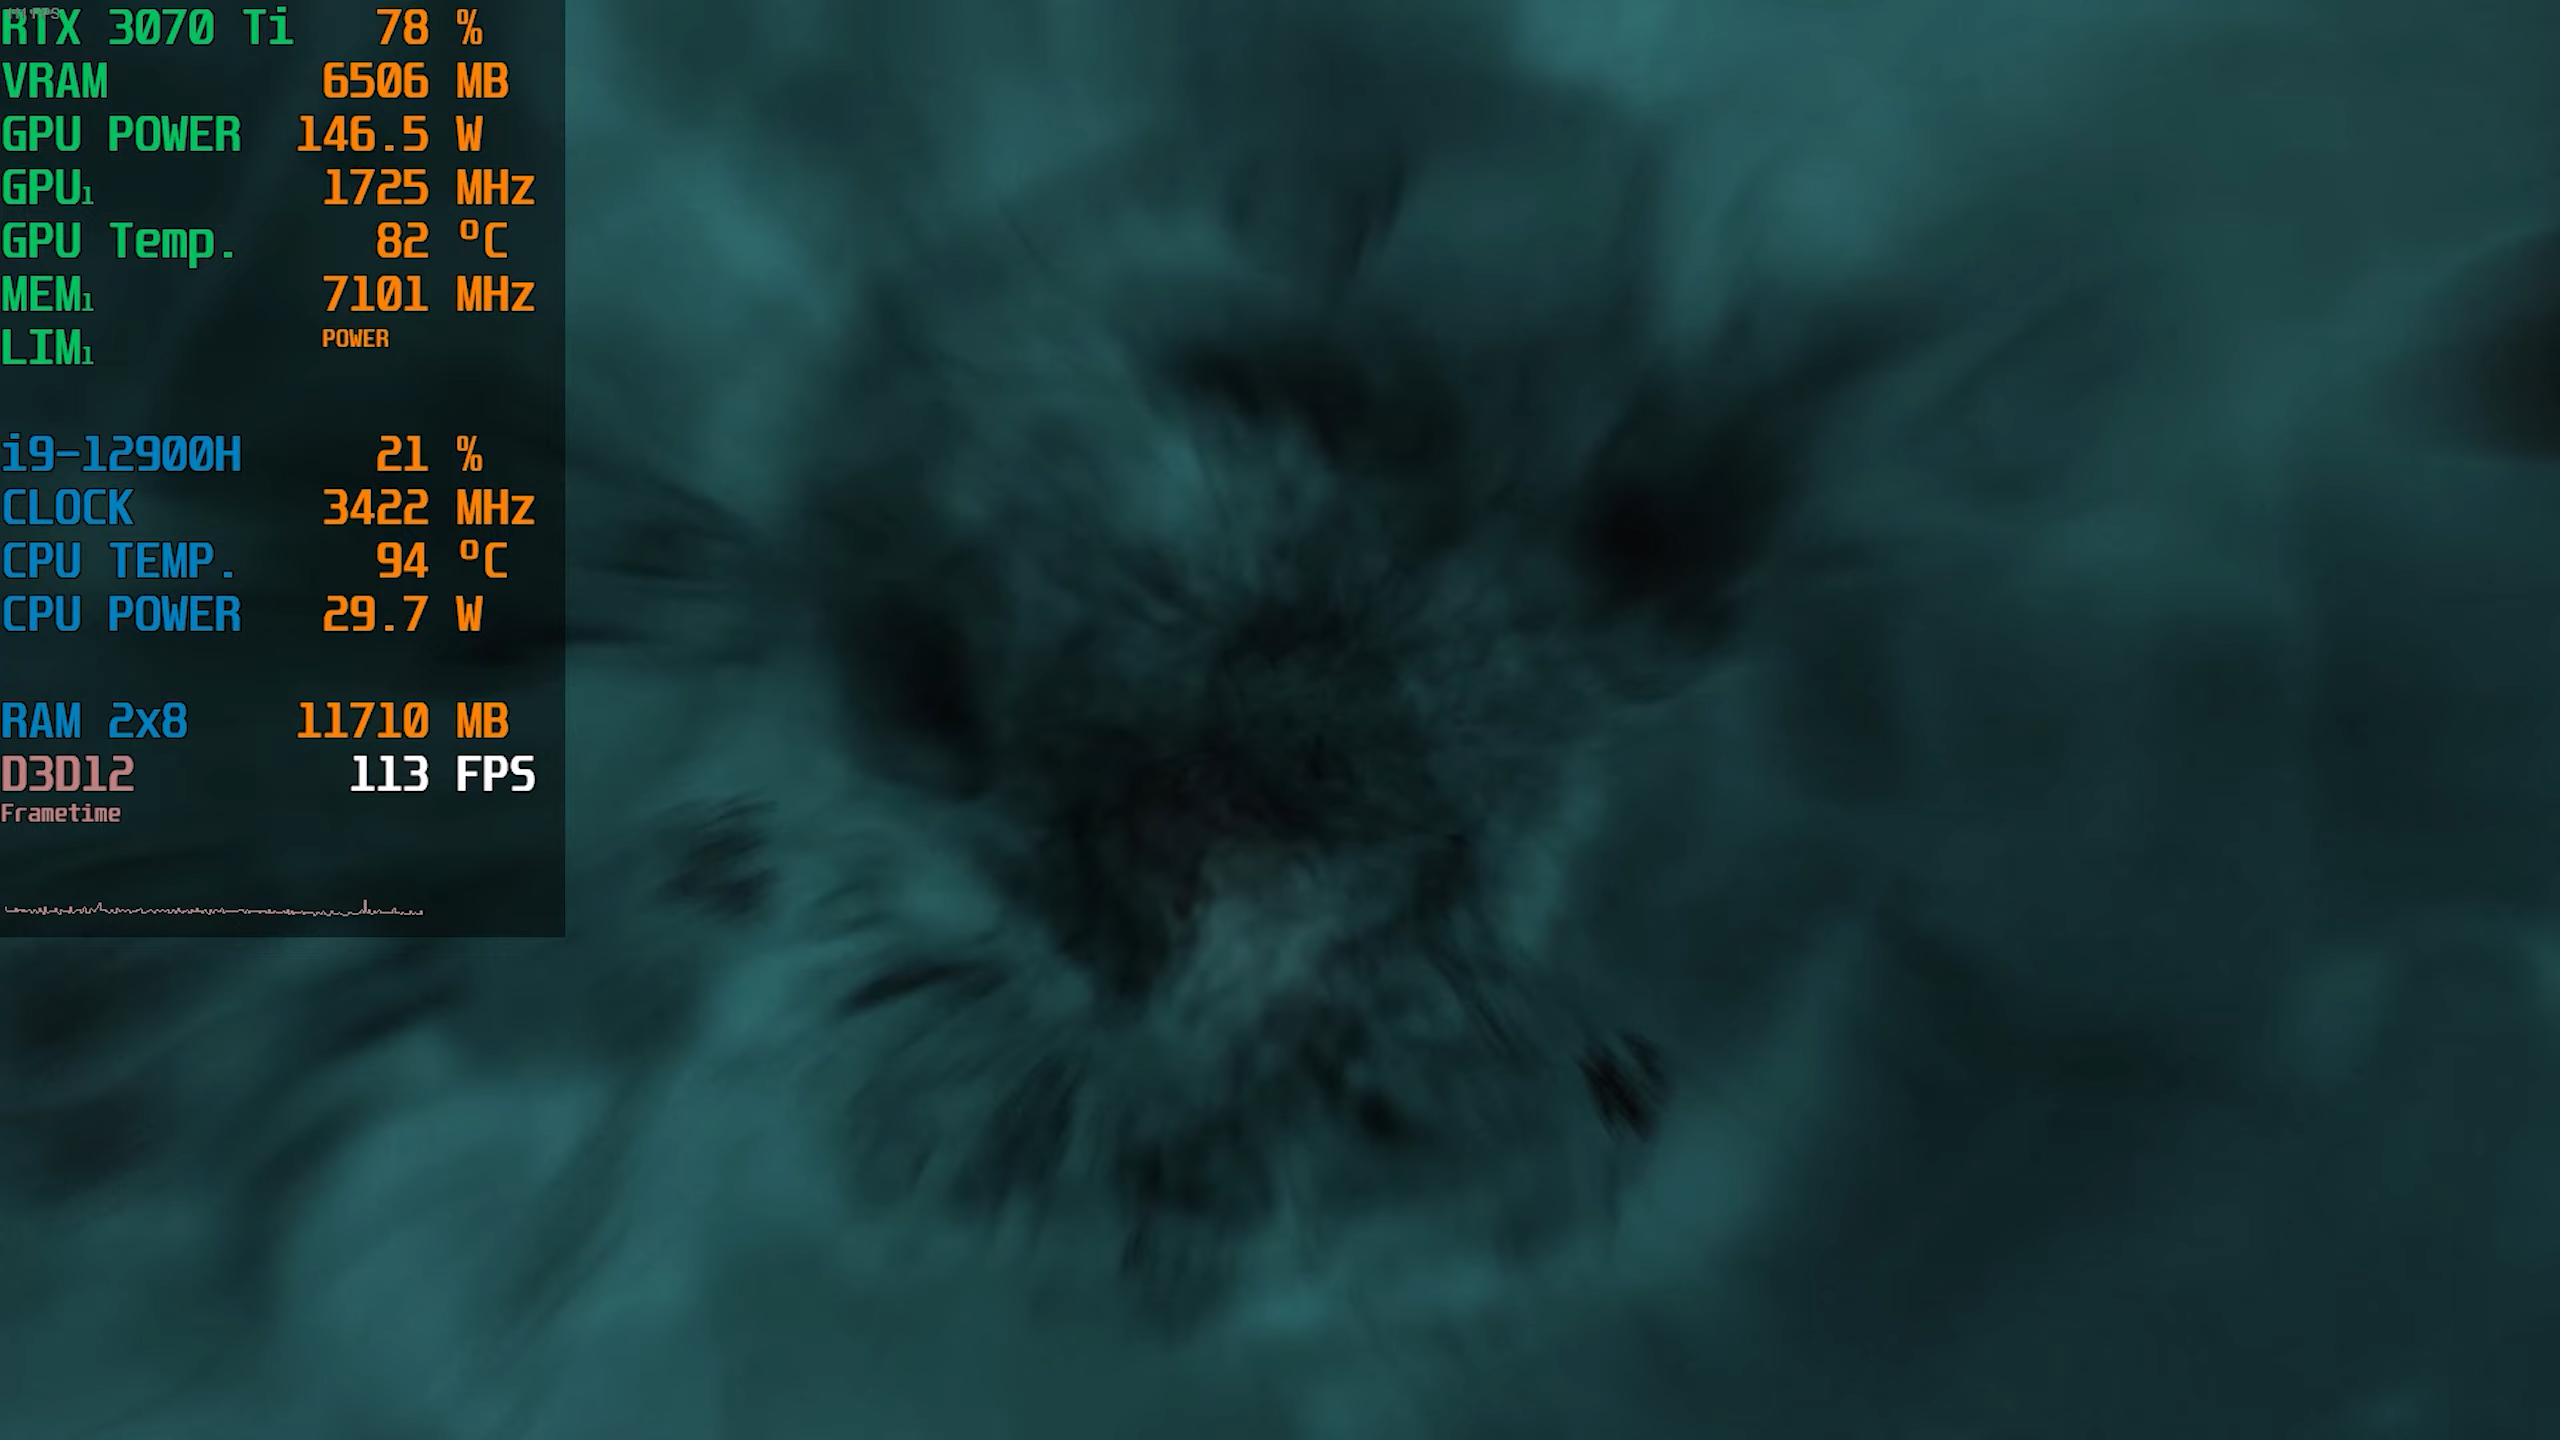 RTX 3070 Ti 78 %
VRAM 6506 MB
GPU POWER 146.5 W
GPU1 1725 MHz
GPU Temp. 82 ºC
MEM1 7101 MHz
LIM1 POWER
i9-12900H 21 %
CLOCK 3422 MHz
CPU TEMP. 94 ºC
CPU POWER 29.7 W
RAM 2x8 11710 MB
D3D12 113 FPS
Frametime